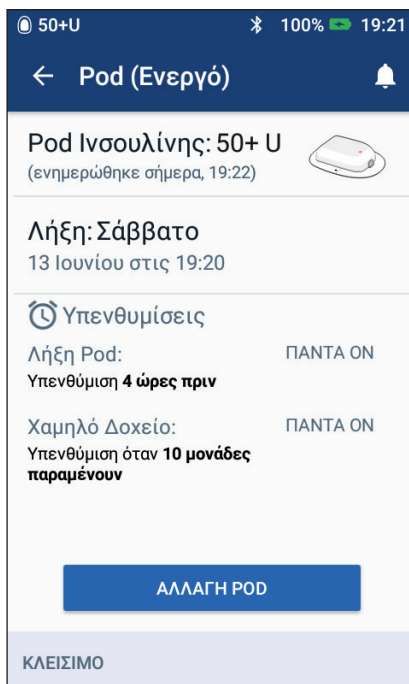 50+U 100% 19:21
Pod (Ενεργό)
Pod Ινσουλίνης: 50+ U
(ενημερώθηκε σήμερα, 19:22)
Λήξη: Σάββατο
13 Ιουνίου στις 19:20
Υπενθυμίσεις
Λήξη Pod: ΠΑΝΤΑ ON
Υπενθύμιση 4 ώρες πριν
Χαμηλό Δοχείο: ΠΑΝΤΑ ON
Υπενθύμιση όταν 10 μονάδες
παραμένουν
ΑΛΛΑΓΗ POD
ΚΛΕΙΣΙΜΟ